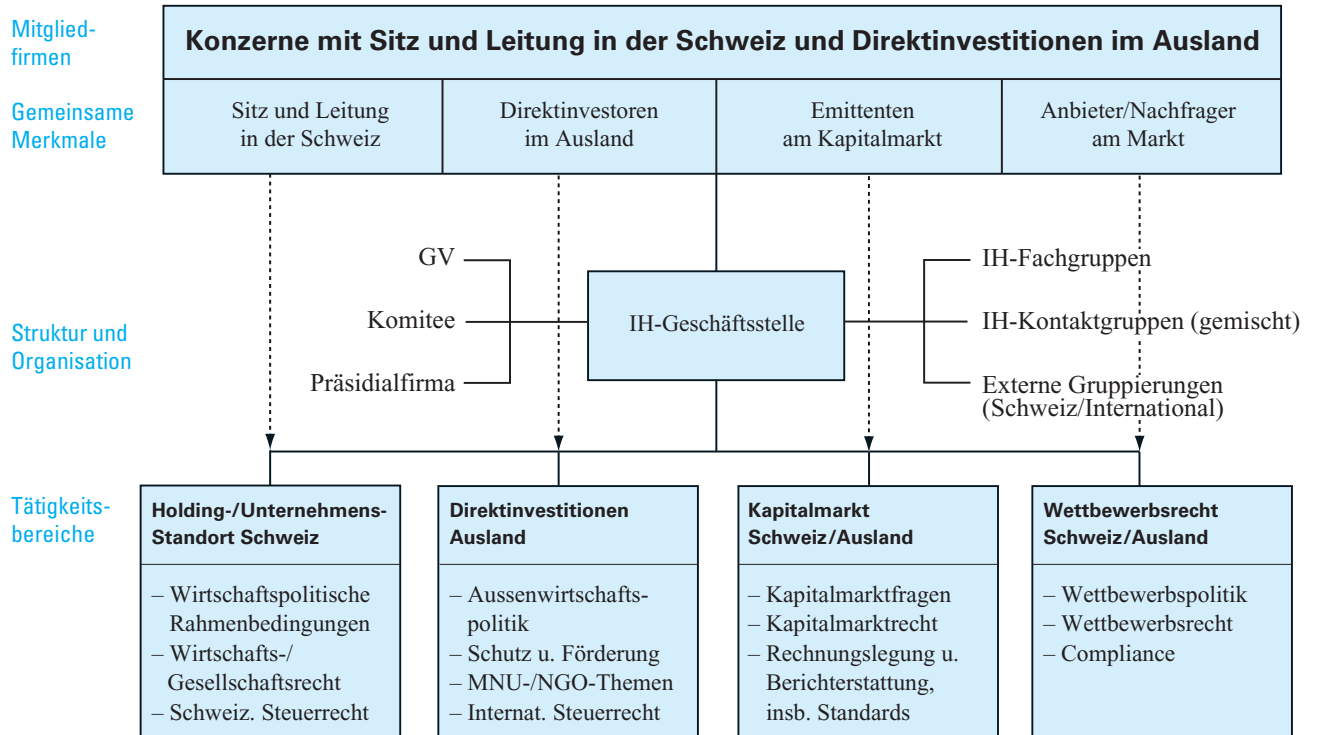 Mitglied-
firmen
Konzerne mit Sitz und Leitung in der Schweiz und Direktinvestitionen im Ausland
Gemeinsame
Merkmale
Sitz und Leitung
in der Schweiz
Direktinvestoren
im Ausland
Emittenten
am Kapitalmarkt
Anbieter/Nachfrager
am Markt
Struktur und
Organisation
GV
Komitee
Präsidialfirma
IH-Geschäftsstelle
IH-Fachgruppen
IH-Kontaktgruppen (gemischt)
Externe Gruppierungen
(Schweiz/International)
Tätigkeits-
bereiche
Holding-/Unternehmens-
Standort Schweiz
– Wirtschaftspolitische
Rahmenbedingungen
– Wirtschafts-/
Gesellschaftsrecht
– Schweiz. Steuerrecht
Direktinvestitionen
Ausland
– Aussenwirtschafts-
politik
– Schutz u. Förderung
– MNU-/NGO-Themen
– Internat. Steuerrecht
Kapitalmarkt
Schweiz/Ausland
– Kapitalmarktfragen
– Kapitalmarktrecht
– Rechnungslegung u.
Berichterstattung,
insb. Standards
Wettbewerbsrecht
Schweiz/Ausland
– Wettbewerbspolitik
– Wettbewerbsrecht
– Compliance